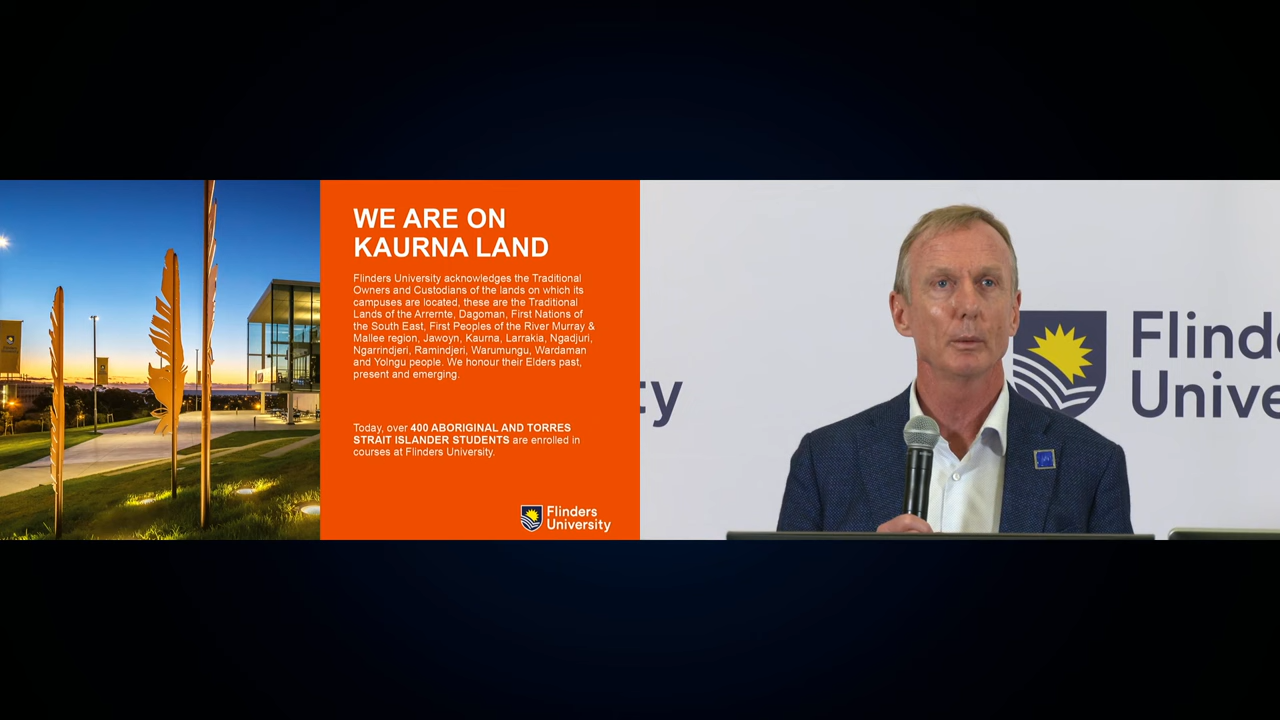 WE ARE ON
KAURNA LAND
Flinders University acknowledges the Traditional
Owners and Custodians of the lands on which its
campuses are located, these are the Traditional
Lands of the Arrernte, Dagoman, First Nations of
the South East, First Peoples of the River Murray &
Mallee region, Jawoyn, Kaurna, Larrakia, Ngadjuri,
Ngarrindjeri, Ramindjeri, Warumungu, Wardaman
and Yolngu people. We honour their Elders past,
present and emerging.
Today, over 400 ABORIGINAL AND TORRES
STRAIT ISLANDER STUDENTS are enrolled in
courses at Flinders University.
Flinders
University
ty
Flind
Unive